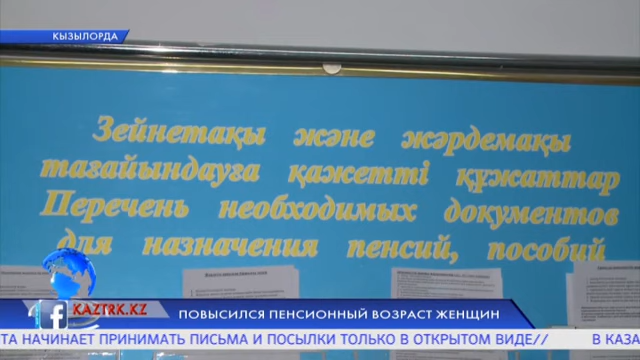 КЫЗЫЛОРДА
Зейнетақы және жәрдемақы
тағайындауға қажетті құжаттар
Перечень необходимых документов
для назначения пенсий, пособий
KAZTRK.KZ
ПОВЫСИЛСЯ ПЕНСИОННЫЙ ВОЗРАСТ ЖЕНЩИН
ТА НАЧИНАЕТ ПРИНИМАТЬ ПИСЬМА И ПОСЫЛКИ ТОЛЬКО В ОТКРЫТОМ ВИДЕ// В КАЗА